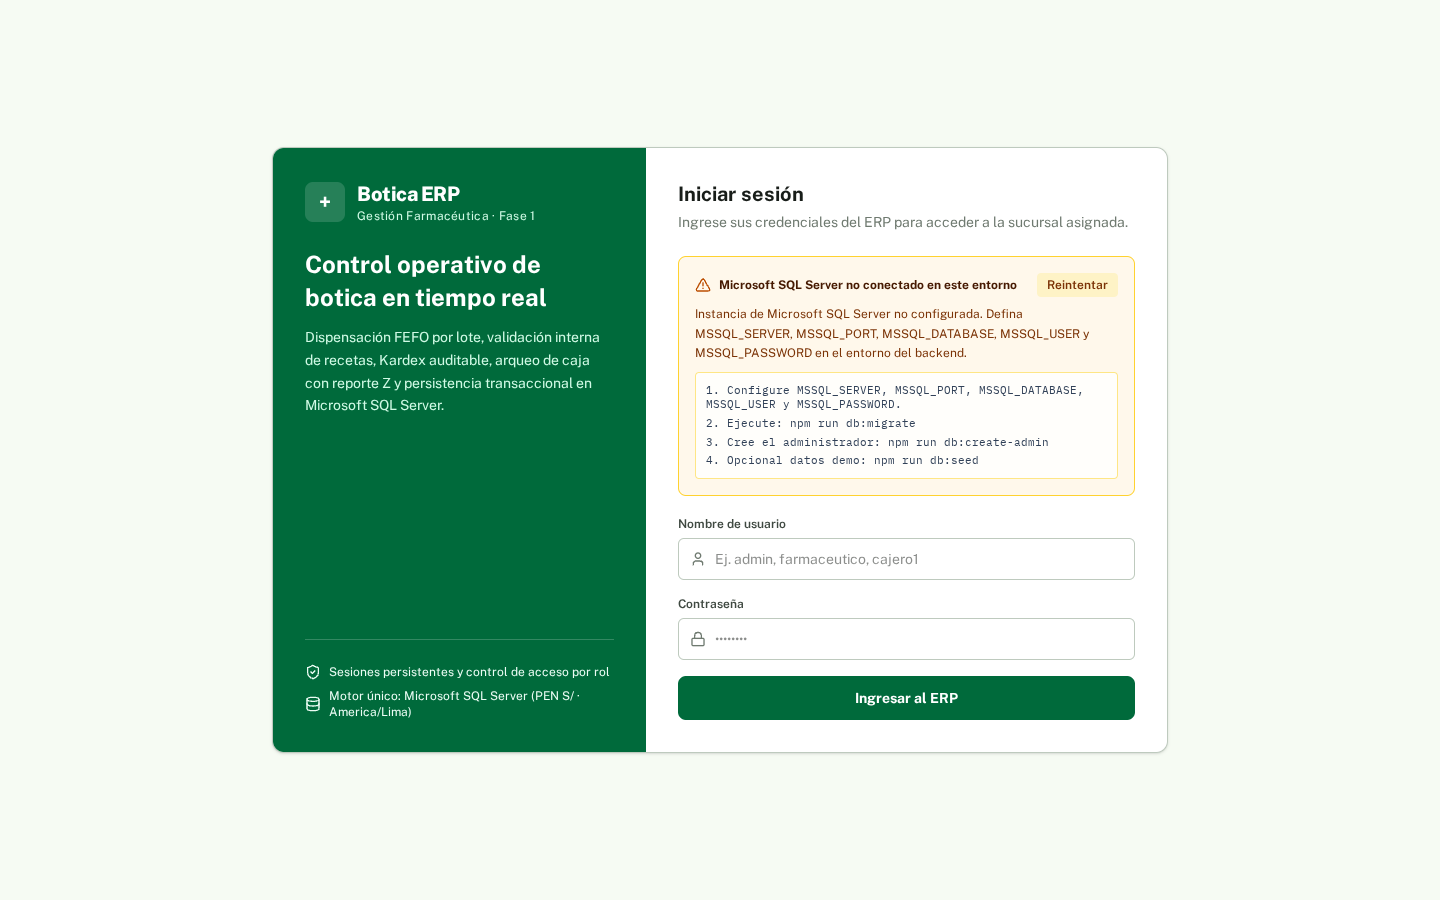 +
Botica ERP
Gestión Farmacéutica · Fase 1
Control operativo de
botica en tiempo real
Dispensación FEFO por lote, validación interna
de recetas, Kardex auditable, arqueo de caja
con reporte Z y persistencia transaccional en
Microsoft SQL Server.
Sesiones persistentes y control de acceso por rol
Motor único: Microsoft SQL Server (PEN S/ ·
America/Lima)
Iniciar sesión
Ingrese sus credenciales del ERP para acceder a la sucursal asignada.
Microsoft SQL Server no conectado en este entorno
Reintentar
Instancia de Microsoft SQL Server no configurada. Defina
MSSQL_SERVER, MSSQL_PORT, MSSQL_DATABASE, MSSQL_USER y
MSSQL_PASSWORD en el entorno del backend.
1. Configure MSSQL_SERVER, MSSQL_PORT, MSSQL_DATABASE,
MSSQL_USER y MSSQL_PASSWORD.
2. Ejecute: npm run db:migrate
3. Cree el administrador: npm run db:create-admin
4. Opcional datos demo: npm run db:seed
Nombre de usuario
Ej. admin, farmaceutico, cajero1
Contraseña
••••••••
Ingresar al ERP